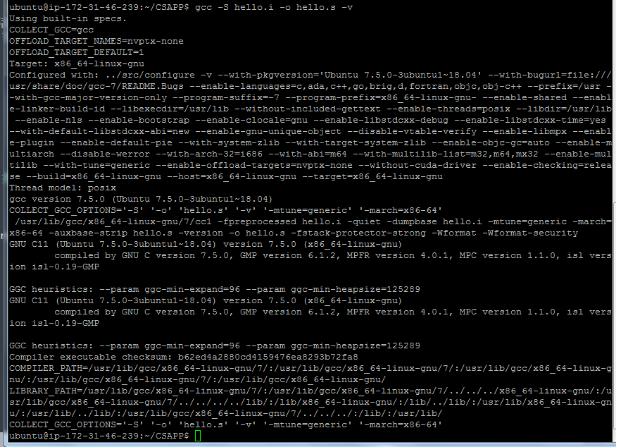 ubuntu@ip-172-31-46-239:~/CSAPP$ gcc -S hello.i -o hello.s -v
Using built-in specs.
COLLECT_GCC=gcc
OFFLOAD_TARGET_NAMES=nvptx-none
OFFLOAD_TARGET_DEFAULT=1
Target: x86_64-linux-gnu
Configured with: ../src/configure -v --with-pkgversion='Ubuntu 7.5.0-3ubuntu1~18.04' --with-bugurl=file:///
usr/share/doc/gcc-7/README.Bugs --enable-languages=c,ada,c++,go,brig,d,fortran,objc,obj-c++ --prefix=/usr -
-with-gcc-major-version-only --program-suffix=-7 --program-prefix=x86_64-linux-gnu- --enable-shared --enabl
e-linker-build-id --libexecdir=/usr/lib --without-included-gettext --enable-threads=posix --libdir=/usr/lib
 --enable-nls --enable-bootstrap --enable-clocale=gnu --enable-libstdcxx-debug --enable-libstdcxx-time=yes
--with-default-libstdcxx-abi=new --enable-gnu-unique-object --disable-vtable-verify --enable-libmpx --enabl
e-plugin --enable-default-pie --with-system-zlib --with-target-system-zlib --enable-objc-gc=auto --enable-m
ultiarch --disable-werror --with-arch-32=i686 --with-abi=m64 --with-multilib-list=m32,m64,mx32 --enable-mul
tilib --with-tune=generic --enable-offload-targets=nvptx-none --without-cuda-driver --enable-checking=relea
se --build=x86_64-linux-gnu --host=x86_64-linux-gnu --target=x86_64-linux-gnu
Thread model: posix
gcc version 7.5.0 (Ubuntu 7.5.0-3ubuntu1~18.04)
COLLECT_GCC_OPTIONS='-S' '-o' 'hello.s' '-v' '-mtune=generic' '-march=x86-64'
 /usr/lib/gcc/x86_64-linux-gnu/7/cc1 -fpreprocessed hello.i -quiet -dumpbase hello.i -mtune=generic -march=
x86-64 -auxbase-strip hello.s -version -o hello.s -fstack-protector-strong -Wformat -Wformat-security
GNU C11 (Ubuntu 7.5.0-3ubuntu1~18.04) version 7.5.0 (x86_64-linux-gnu)
compiled by GNU C version 7.5.0, GMP version 6.1.2, MPFR version 4.0.1, MPC version 1.1.0, isl vers
ion isl-0.19-GMP

GGC heuristics: --param ggc-min-expand=96 --param ggc-min-heapsize=125289
GNU C11 (Ubuntu 7.5.0-3ubuntu1~18.04) version 7.5.0 (x86_64-linux-gnu)
compiled by GNU C version 7.5.0, GMP version 6.1.2, MPFR version 4.0.1, MPC version 1.1.0, isl vers
ion isl-0.19-GMP

GGC heuristics: --param ggc-min-expand=96 --param ggc-min-heapsize=125289
Compiler executable checksum: b62ed4a2880cd4159476ea8293b72fa8
COMPILER_PATH=/usr/lib/gcc/x86_64-linux-gnu/7/:/usr/lib/gcc/x86_64-linux-gnu/7/:/usr/lib/gcc/x86_64-linux-g
nu/:/usr/lib/gcc/x86_64-linux-gnu/7/:/usr/lib/gcc/x86_64-linux-gnu/
LIBRARY_PATH=/usr/lib/gcc/x86_64-linux-gnu/7/:/usr/lib/gcc/x86_64-linux-gnu/7/../../../x86_64-linux-gnu/:/u
sr/lib/gcc/x86_64-linux-gnu/7/../../../../lib/:/lib/x86_64-linux-gnu/:/lib/../lib/:/usr/lib/x86_64-linux-gn
u/:/usr/lib/../lib/:/usr/lib/gcc/x86_64-linux-gnu/7/../../../:/lib/:/usr/lib/
COLLECT_GCC_OPTIONS='-S' '-o' 'hello.s' '-v' '-mtune=generic' '-march=x86-64'
ubuntu@ip-172-31-46-239:~/CSAPP$